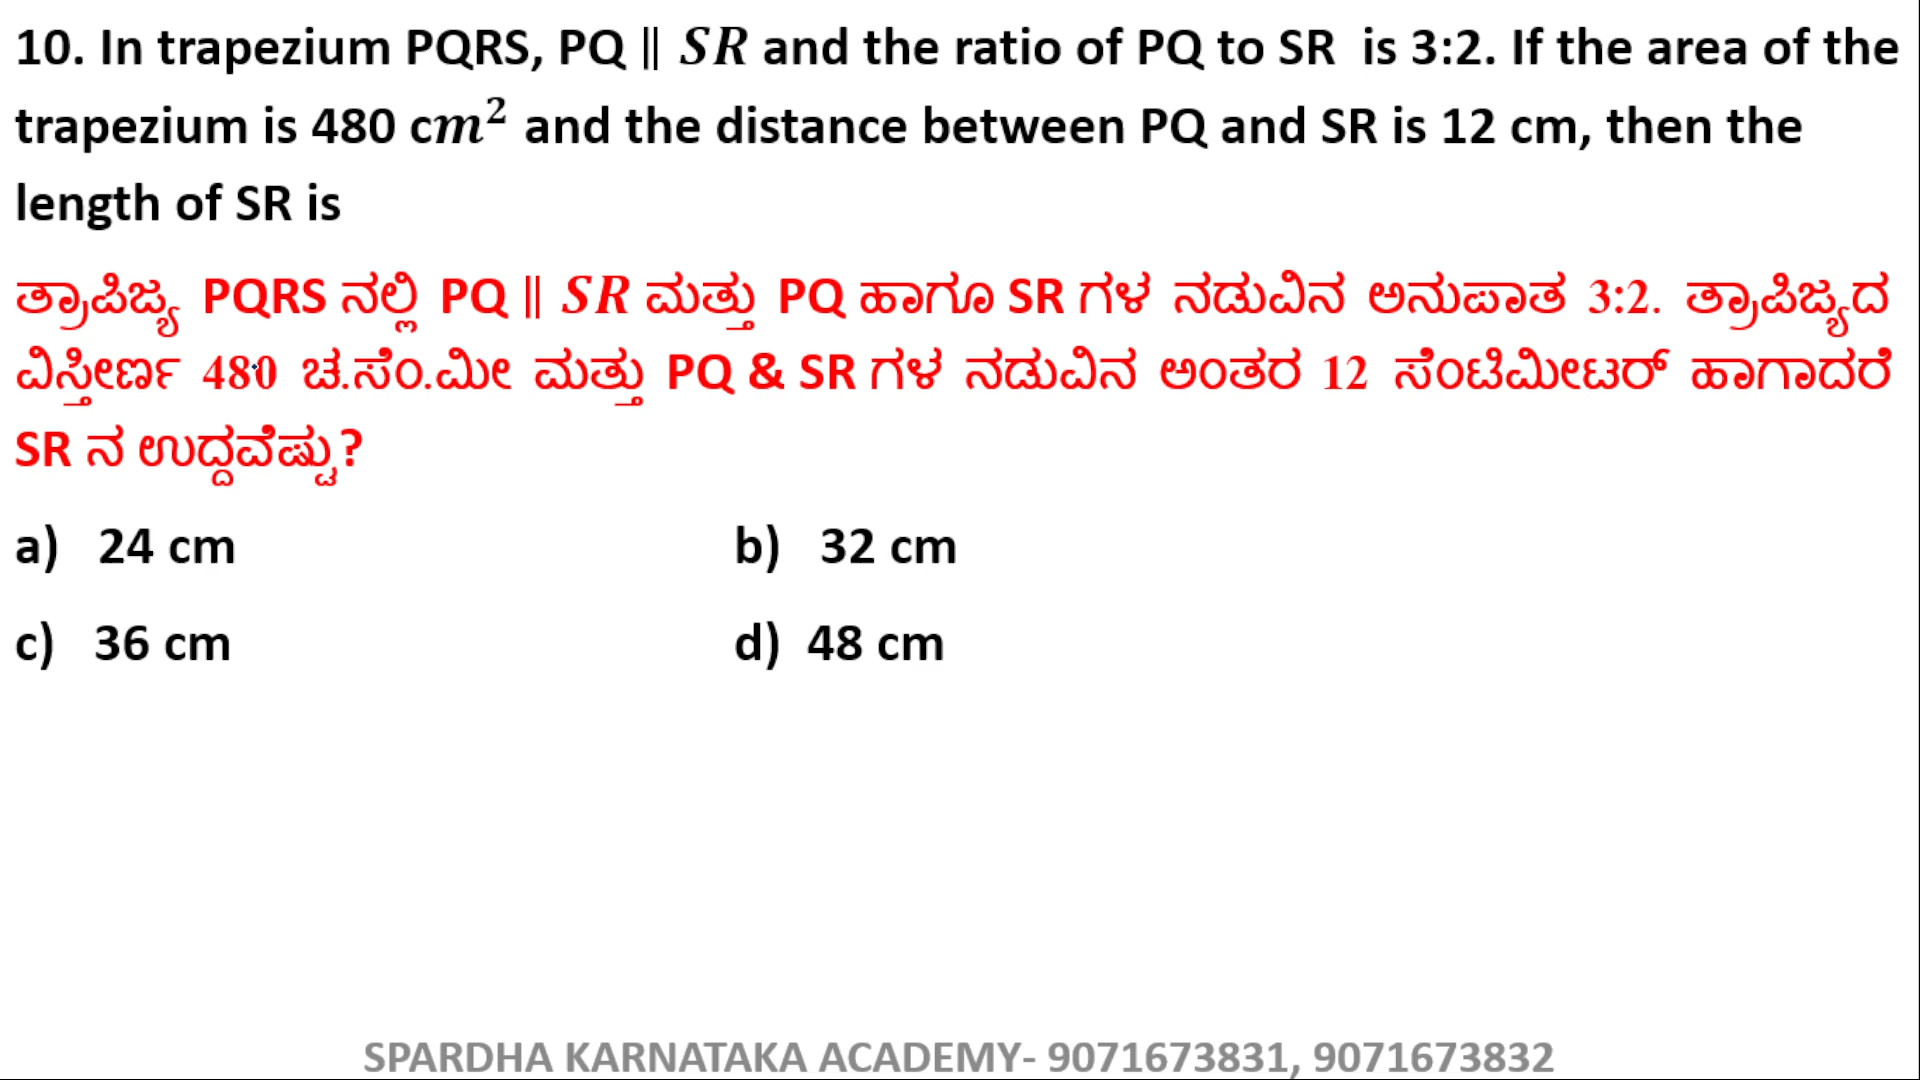 10. In trapezium PQRS, PQ ∥ SR and the ratio of PQ to SR is 3:2. If the area of the
trapezium is 480 cm² and the distance between PQ and SR is 12 cm, then the
length of SR is
ತ್ರಾಪಿಜ್ಯ PQRS ನಲ್ಲಿ PQ ∥ SR ಮತ್ತು PQ ಹಾಗೂ SR ಗಳ ನಡುವಿನ ಅನುಪಾತ 3:2. ತ್ರಾಪಿಜ್ಯದ
ವಿಸ್ತೀರ್ಣ 480 ಚ.ಸೆಂ.ಮೀ ಮತ್ತು PQ & SR ಗಳ ನಡುವಿನ ಅಂತರ 12 ಸೆಂಟಿಮೀಟರ್ ಹಾಗಾದರೆ
SR ನ ಉದ್ದವೆಷ್ಟು?
a) 24 cm b) 32 cm
c) 36 cm d) 48 cm
SPARDHA KARNATAKA ACADEMY- 9071673831, 9071673832